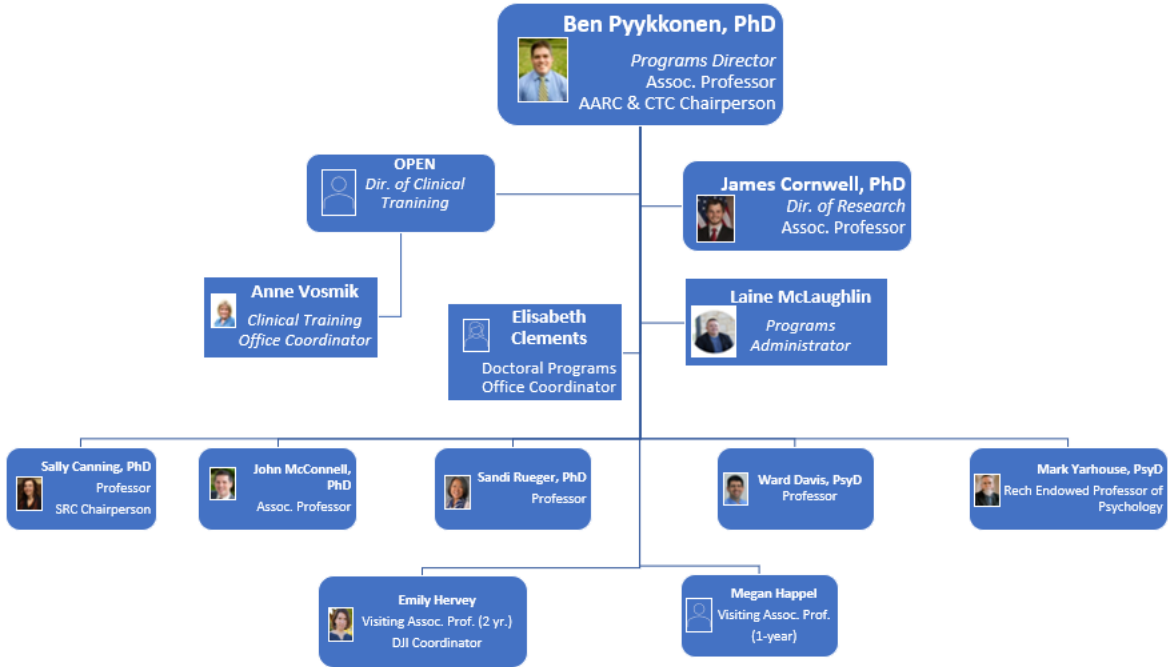 Ben Pyykkonen, PhD
Programs Director
Assoc. Professor
AARC & CTC Chairperson
OPEN
Dir. of Clinical
Tranining
James Cornwell, PhD
Dir. of Research
Assoc. Professor
Anne Vosmik
Clinical Training
Office Coordinator
Elisabeth
Clements
Doctoral Programs
Office Coordinator
Laine McLaughlin
Programs
Administrator
Sally Canning, PhD
Professor
SRC Chairperson
John McConnell,
PhD
Assoc. Professor
Sandi Rueger, PhD
Professor
Ward Davis, PsyD
Professor
Mark Yarhouse, PsyD
Rech Endowed Professor of
Psychology
Emily Hervey
Visiting Assoc. Prof. (2 yr.)
DJI Coordinator
Megan Happel
Visiting Assoc. Prof.
(1-year)